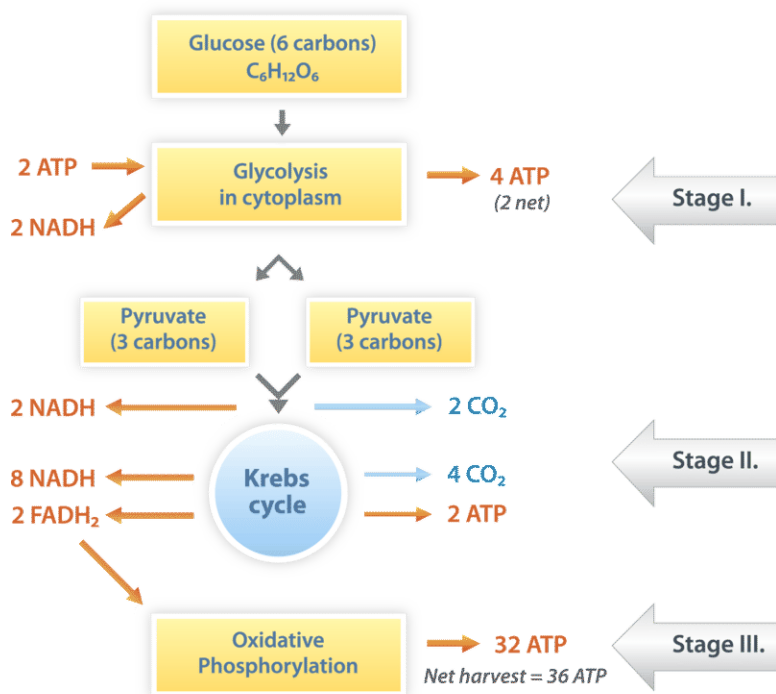 Glucose (6 carbons)
C₆H₁₂O₆
2 ATP
Glycolysis
in cytoplasm
4 ATP
(2 net)
Stage I.
2 NADH
Pyruvate
(3 carbons)
Pyruvate
(3 carbons)
2 NADH
2 CO₂
8 NADH
Krebs
cycle
4 CO₂
Stage II.
2 FADH₂
2 ATP
Oxidative
Phosphorylation
32 ATP
Net harvest = 36 ATP
Stage III.